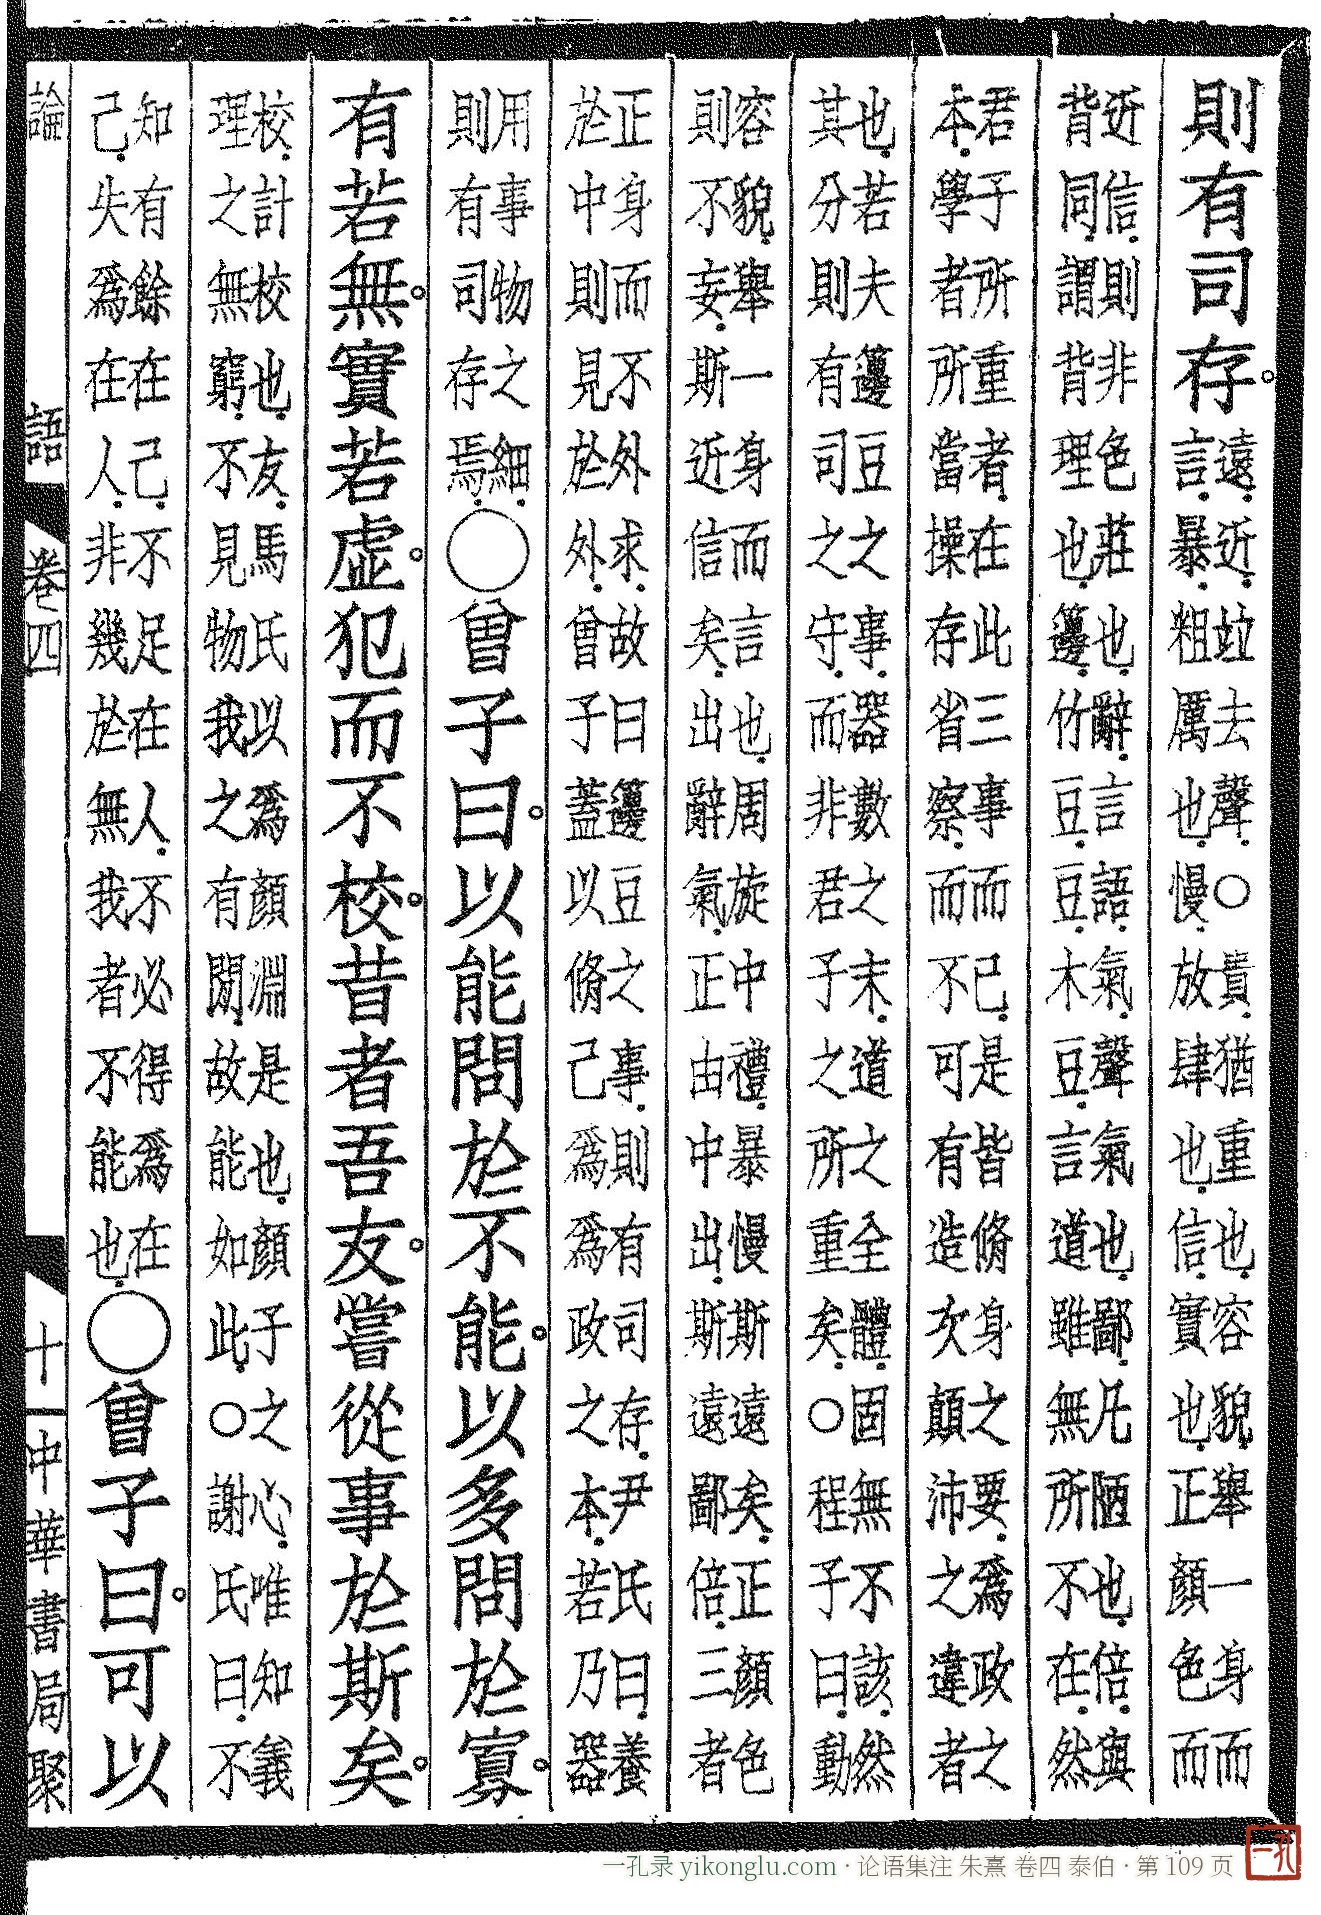 則有司存。遠。近。竝去聲。○貴。猶重也。容貌。舉一身而
言。暴。粗厲也。慢。放肆也。信。實也。正顏色而
近信。則非色莊也。辭。言語。氣。聲氣也。鄙。凡陋也。倍。與
背同。謂背理也。籩。竹豆。豆。木豆。言道雖無所不在。然
君子所重者。在此三事而已。是皆脩身之要。爲政之
本。學者所當操存省察。而不可有造次顛沛之違者
也。若夫籩豆之事。器數之末。道之全體。固無不該。然
其分則有司之守。而非君子之所重矣。○程子曰。動
容貌。舉一身而言也。周旋中禮。暴慢斯遠矣。正顏色
則不妄。斯近信矣。出辭氣。正由中出。斯遠鄙倍。三者
正身而不外求。故曰籩豆之事。則有司存。尹氏曰。養
於中則見於外。曾子蓋以脩己爲爲政之本。若乃器
用事物之細。
則有司存焉。
○曾子曰。以能問於不能。以多問於寡。
有若無。實若虛。犯而不校。昔者吾友。嘗從事於斯矣。
校。計校也。友。馬氏以爲顏淵是也。顏子之心。唯知義
理之無窮。不見物我之有閒。故能如此。○謝氏曰。不
知有餘在己。不足在人。不必得爲在
己。失爲在人。非幾於無我者不能也。
○曾子曰。可以
論語 卷四 十一 中華書局聚
一孔录 yikonglu.com · 论语集注 朱熹 卷四 泰伯 · 第 109 页
一孔